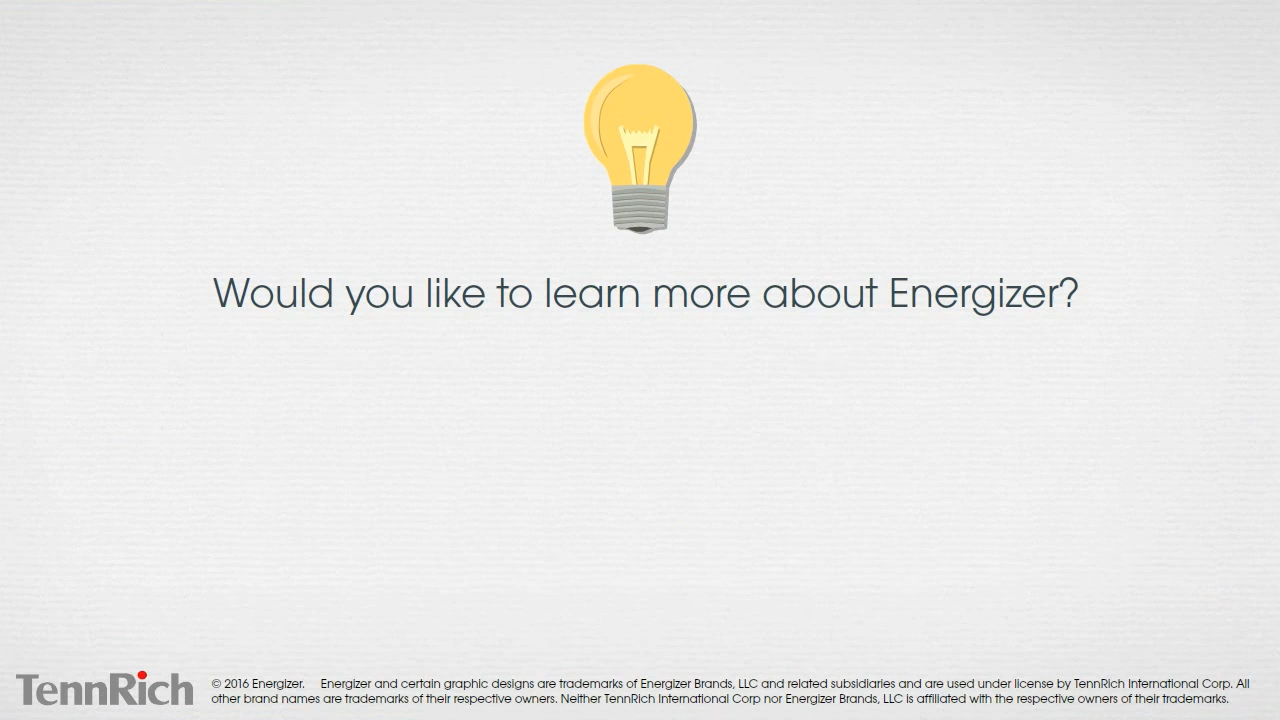 Would you like to learn more about Energizer?
TennRich
© 2016 Energizer. Energizer and certain graphic designs are trademarks of Energizer Brands, LLC and related subsidiaries and are used under license by TennRich International Corp. All
other brand names are trademarks of their respective owners. Neither TennRich International Corp nor Energizer Brands, LLC is affiliated with the respective owners of their trademarks.